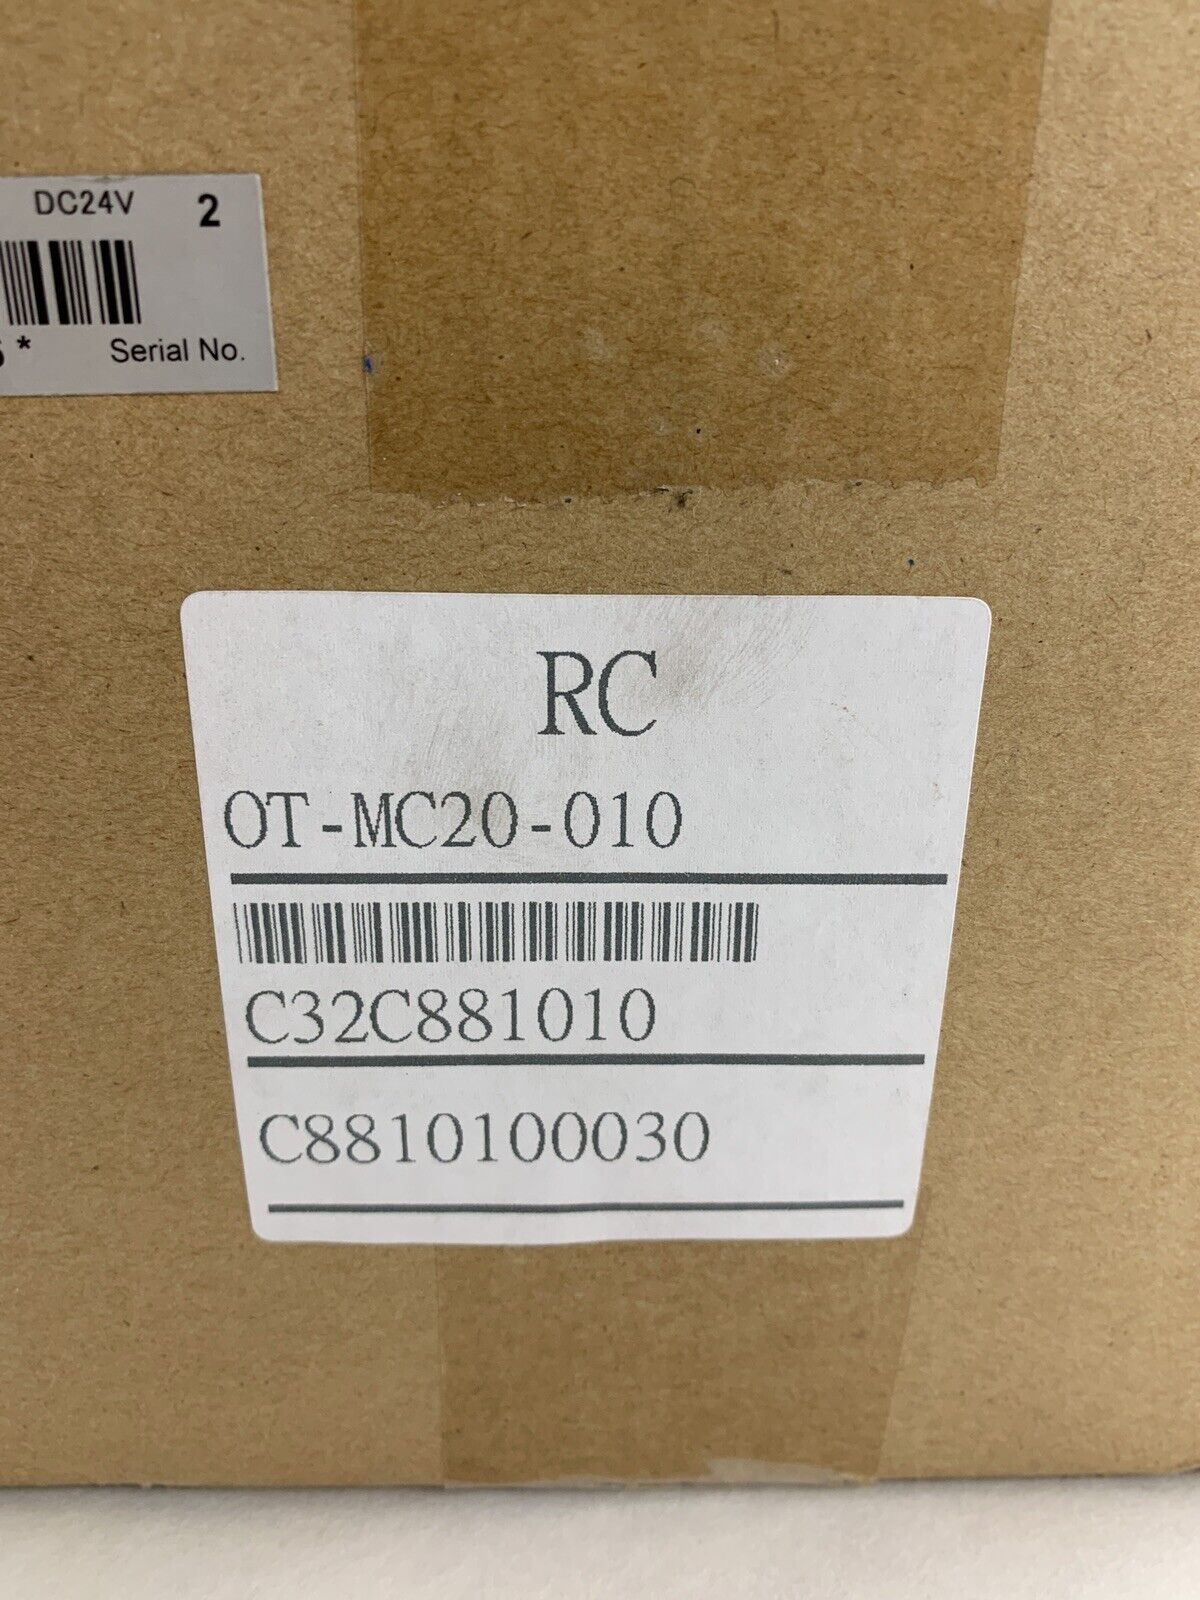 DC24V 2
* Serial No.
RC
OT-MC20-010
C32C881010
C8810100030